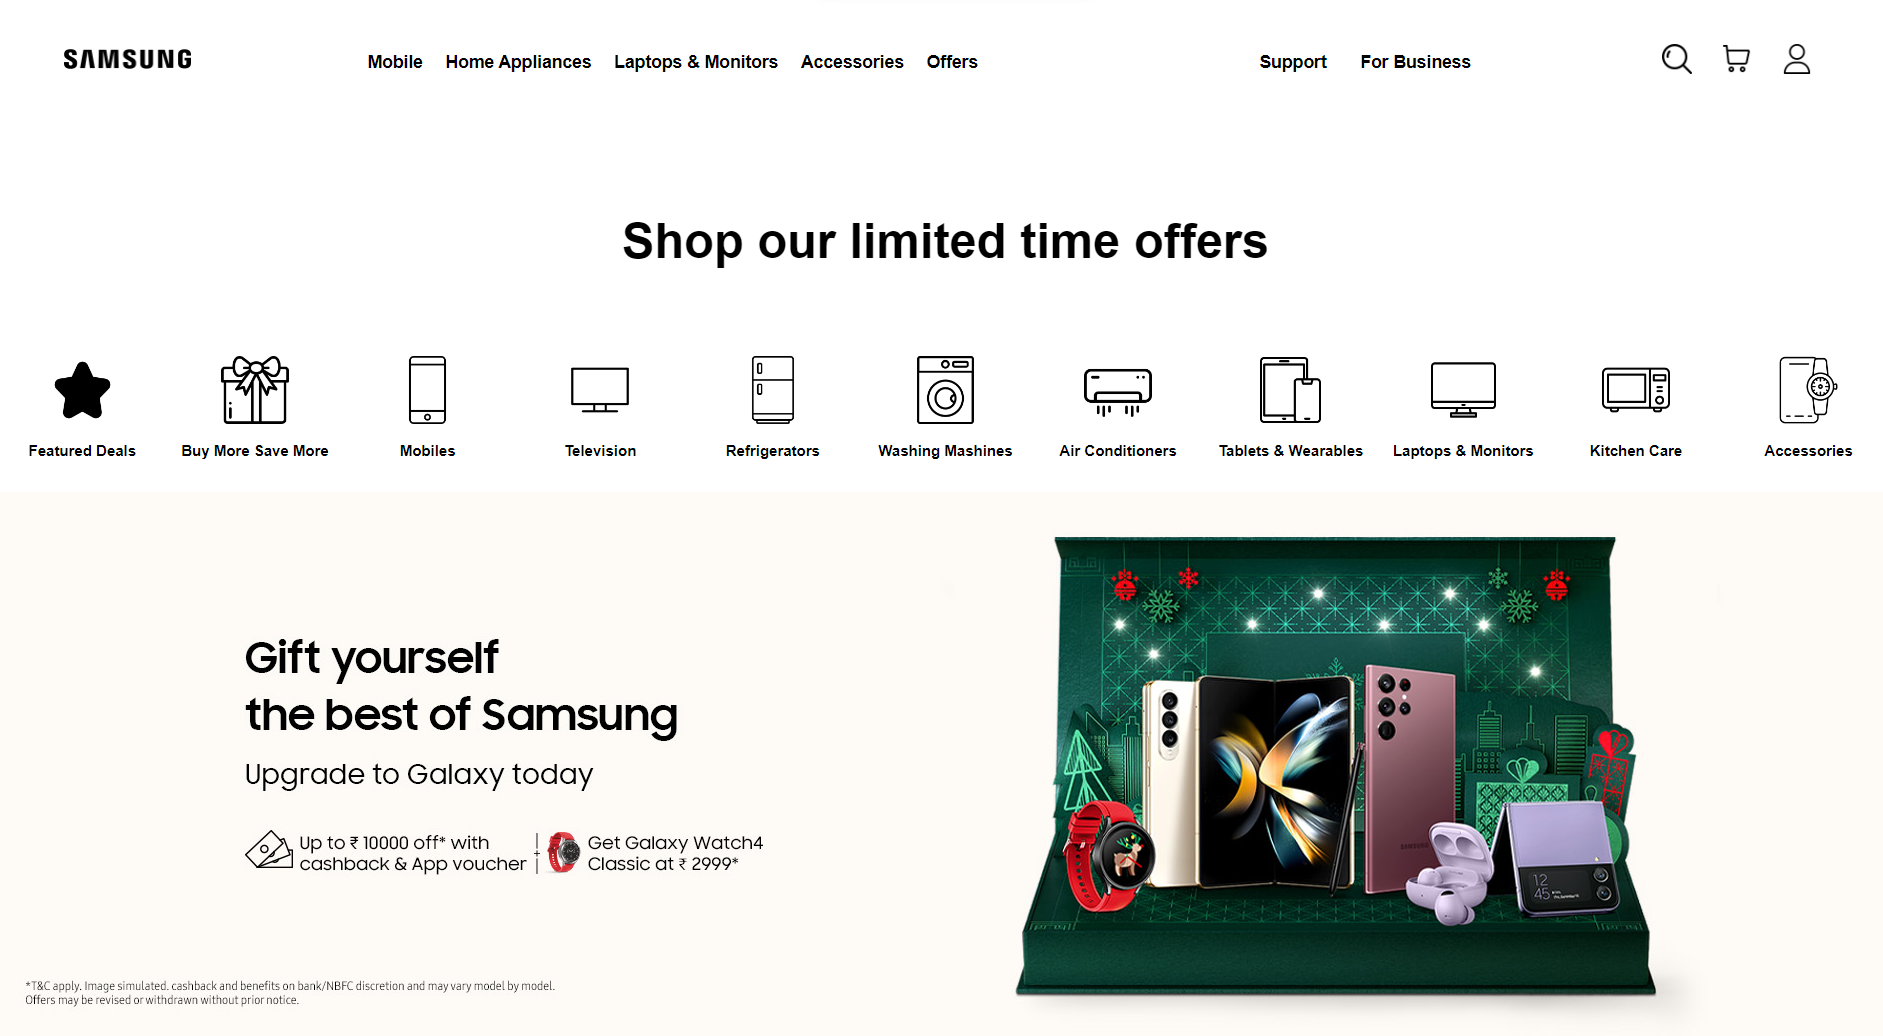 SAMSUNG
Mobile Home Appliances Laptops & Monitors Accessories Offers Support For Business
Shop our limited time offers
Featured Deals Buy More Save More Mobiles Television Refrigerators Washing Mashines Air Conditioners Tablets & Wearables Laptops & Monitors Kitchen Care Accessories
Gift yourself
the best of Samsung
Upgrade to Galaxy today
Up to ₹ 10000 off* with
cashback & App voucher
+
Get Galaxy Watch4
Classic at ₹ 2999*
SAMSUNG
12
45
*T&C apply. Image simulated. cashback and benefits on bank/NBFC discretion and may vary model by model.
Offers may be revised or withdrawn without prior notice.